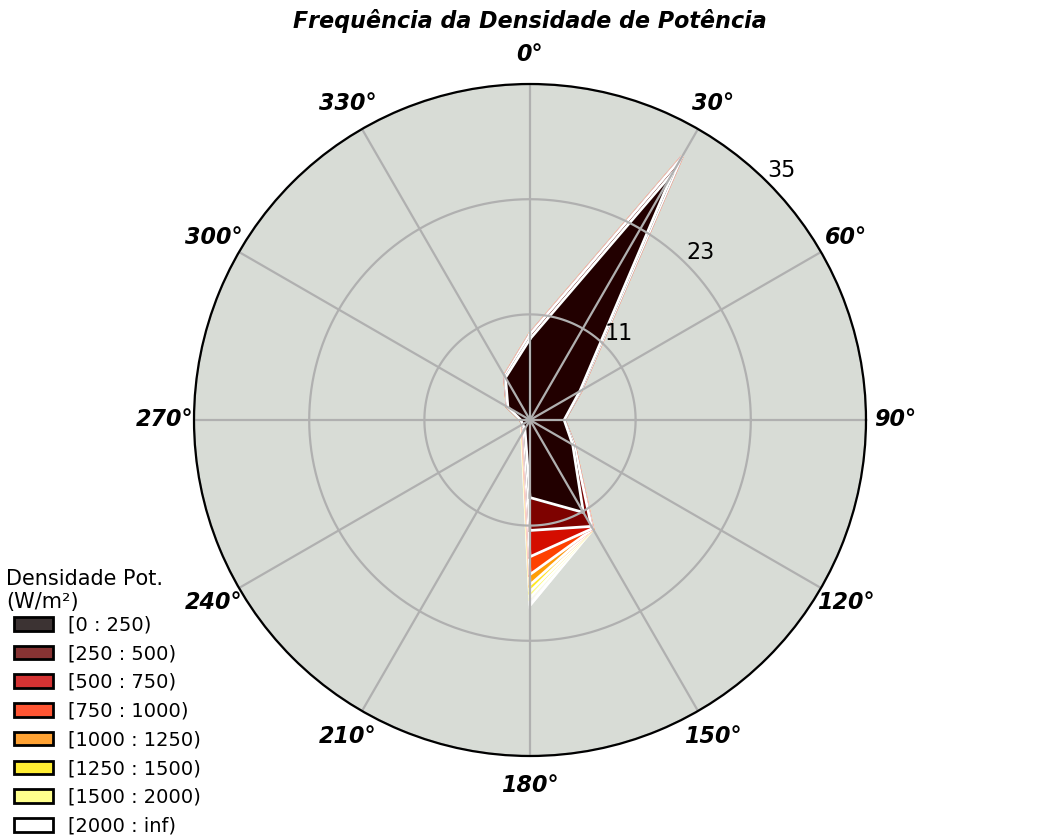 Frequência da Densidade de Potência
0°
330°
30°
35
300°
60°
23
11
270°
90°
240°
120°
210°
150°
180°
Densidade Pot.
(W/m²)
[0 : 250)
[250 : 500)
[500 : 750)
[750 : 1000)
[1000 : 1250)
[1250 : 1500)
[1500 : 2000)
[2000 : inf)